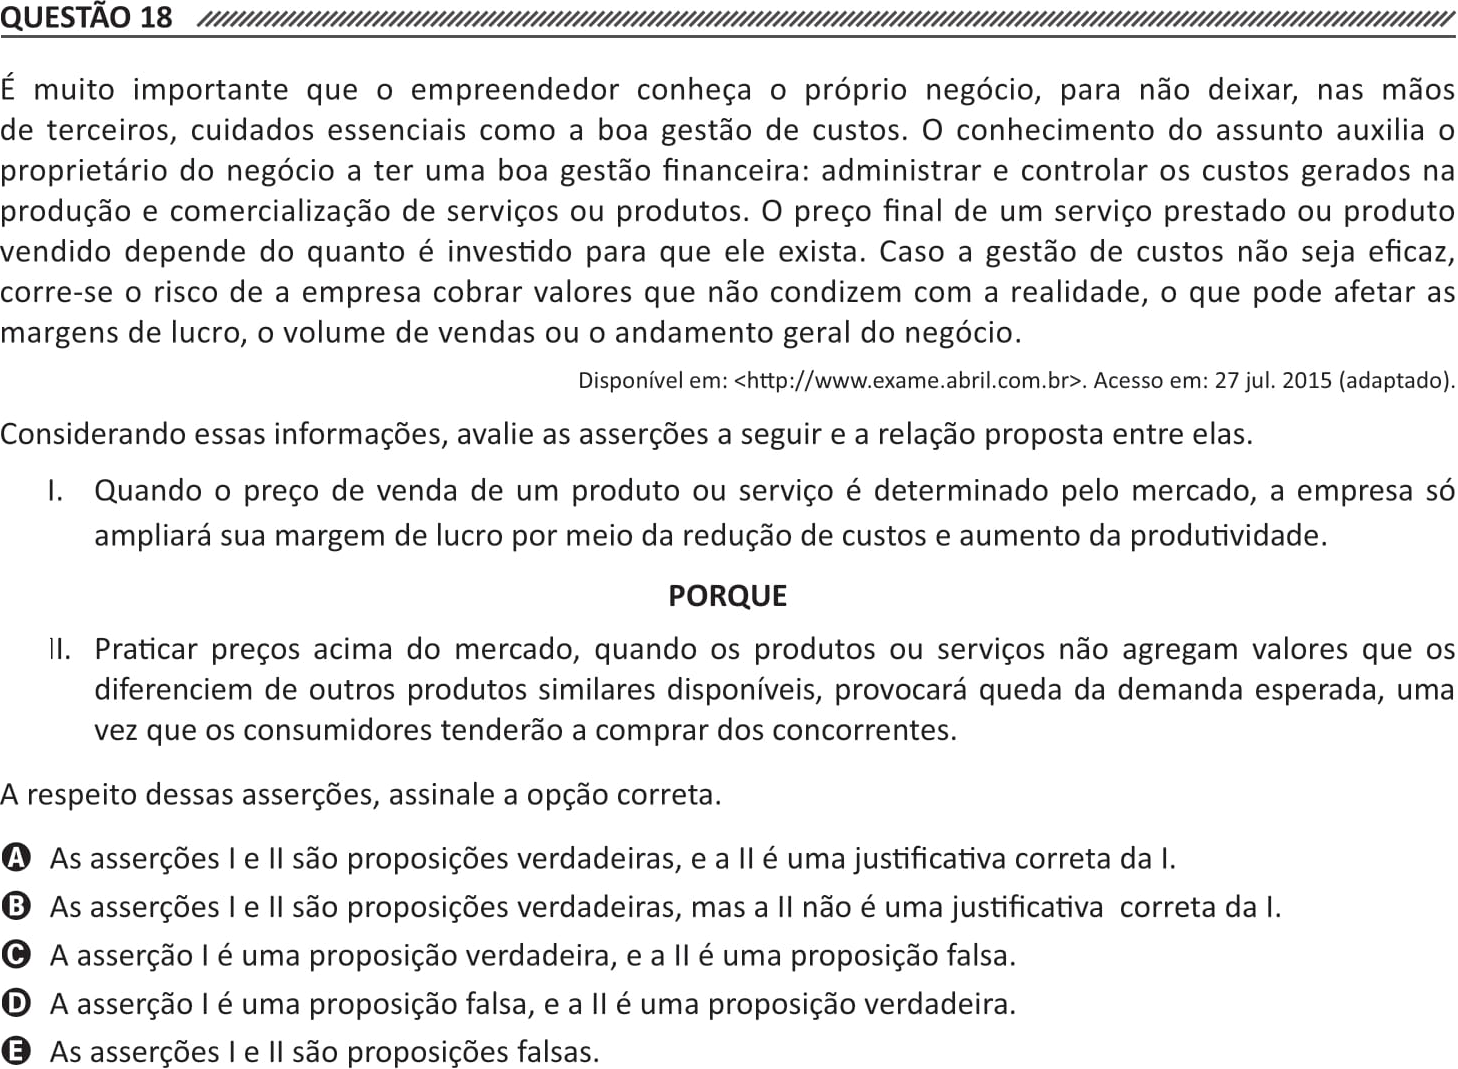 QUESTÃO 18
É muito importante que o empreendedor conheça o próprio negócio, para não deixar, nas mãos
de terceiros, cuidados essenciais como a boa gestão de custos. O conhecimento do assunto auxilia o
proprietário do negócio a ter uma boa gestão financeira: administrar e controlar os custos gerados na
produção e comercialização de serviços ou produtos. O preço final de um serviço prestado ou produto
vendido depende do quanto é investido para que ele exista. Caso a gestão de custos não seja eficaz,
corre-se o risco de a empresa cobrar valores que não condizem com a realidade, o que pode afetar as
margens de lucro, o volume de vendas ou o andamento geral do negócio.
Disponível em: <http://www.exame.abril.com.br>. Acesso em: 27 jul. 2015 (adaptado).
Considerando essas informações, avalie as asserções a seguir e a relação proposta entre elas.
I. Quando o preço de venda de um produto ou serviço é determinado pelo mercado, a empresa só
ampliará sua margem de lucro por meio da redução de custos e aumento da produtividade.
PORQUE
II. Praticar preços acima do mercado, quando os produtos ou serviços não agregam valores que os
diferenciem de outros produtos similares disponíveis, provocará queda da demanda esperada, uma
vez que os consumidores tenderão a comprar dos concorrentes.
A respeito dessas asserções, assinale a opção correta.
A As asserções I e II são proposições verdadeiras, e a II é uma justificativa correta da I.
B As asserções I e II são proposições verdadeiras, mas a II não é uma justificativa correta da I.
C A asserção I é uma proposição verdadeira, e a II é uma proposição falsa.
D A asserção I é uma proposição falsa, e a II é uma proposição verdadeira.
E As asserções I e II são proposições falsas.